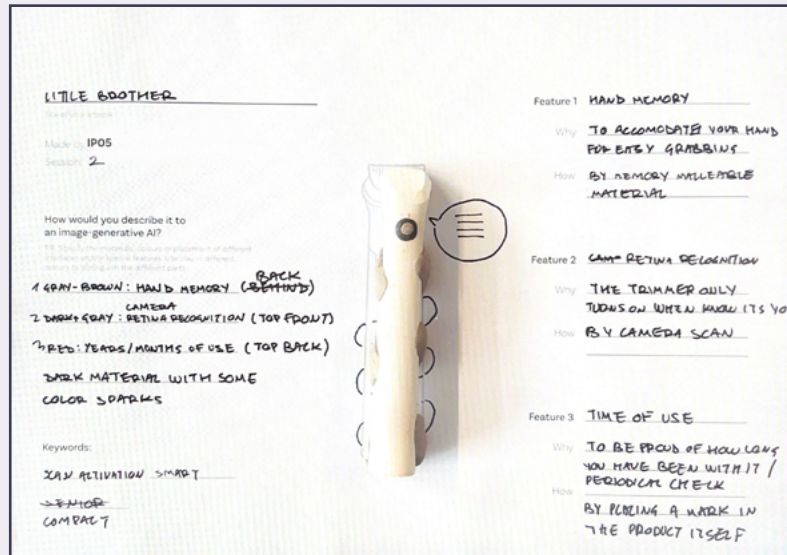 LITTLE BROTHER
Made by IP05
Session: 2
How would you describe it to
an image-generative AI?
BACK
1 GRAY-BROWN: HAND MEMORY (BEHIND)
CAMERA
2 DARK GRAY: RETINA RECOGNITION (TOP FRONT)
3 RED: YEARS/MONTHS OF USE (TOP BACK)
DARK MATERIAL WITH SOME
COLOR SPARKS
Keywords:
SCAN ACTIVATION SMART
SENIOR
COMPACT
Feature 1 HAND MEMORY
Why TO ACCOMODATE YOUR HAND
FOR EASY GRABBING
How BY MEMORY MALLEABLE
MATERIAL
Feature 2 CAM RETINA RECOGNITION
Why THE TRIMMER ONLY
TURNS ON WHEN KNOW ITS YO
How BY CAMERA SCAN
Feature 3 TIME OF USE
Why TO BE PROUD OF HOW LONG
YOU HAVE BEEN WITH IT /
PERIODICAL CHECK
How BY PLACING A MARK IN
THE PRODUCT ITSELF